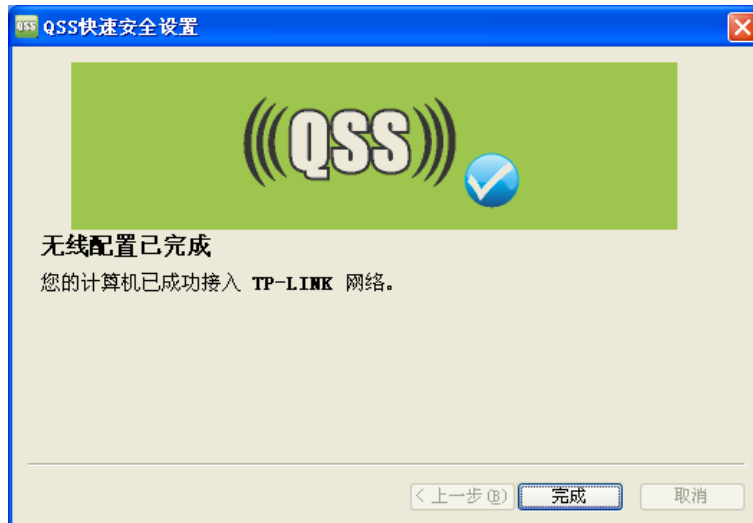 QSS QSS快速安全设置
(((QSS)))
无线配置已完成
您的计算机已成功接入 TP-LINK 网络。
< 上一步(B) 完成 取消